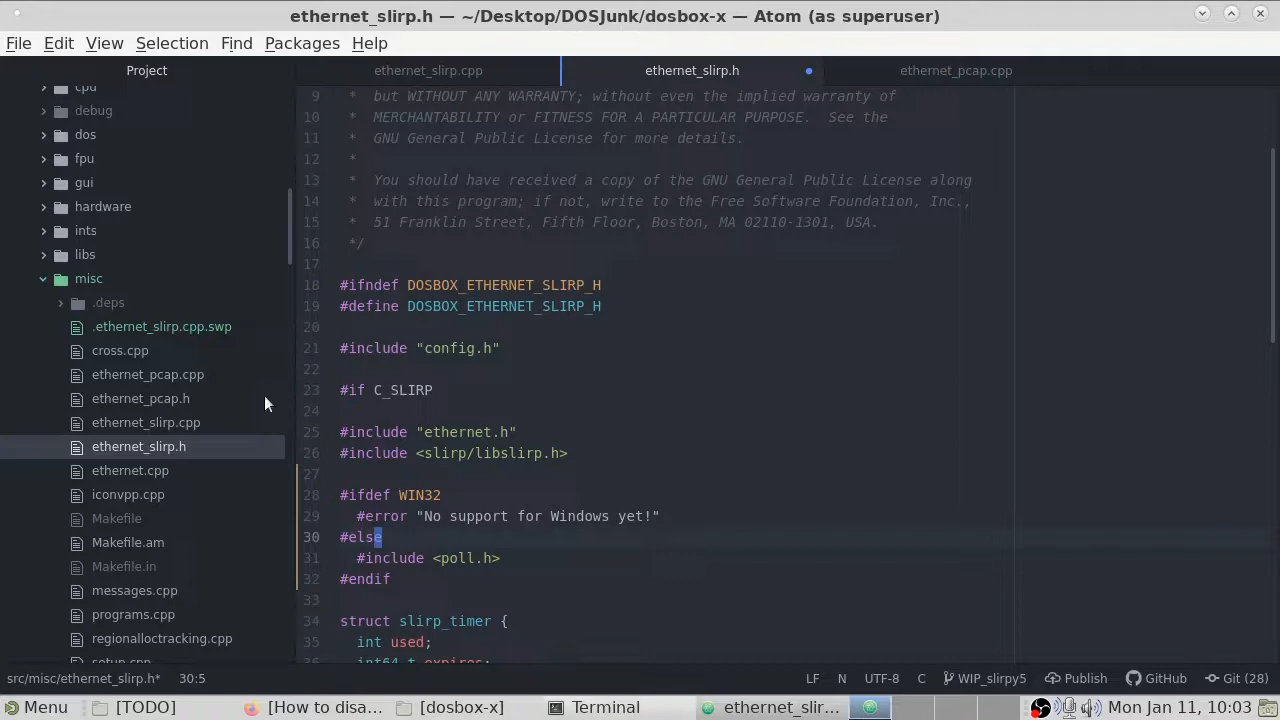 ethernet_slirp.h — ~/Desktop/DOSJunk/dosbox-x — Atom (as superuser)
File Edit View Selection Find Packages Help
Project
ethernet_slirp.cpp
ethernet_slirp.h
ethernet_pcap.cpp
cpu
debug
dos
fpu
gui
hardware
ints
libs
misc
.deps
.ethernet_slirp.cpp.swp
cross.cpp
ethernet_pcap.cpp
ethernet_pcap.h
ethernet_slirp.cpp
ethernet_slirp.h
ethernet.cpp
iconvpp.cpp
Makefile
Makefile.am
Makefile.in
messages.cpp
programs.cpp
regionalloctracking.cpp
setup.cpp
9 * but WITHOUT ANY WARRANTY; without even the implied warranty of
10 * MERCHANTABILITY or FITNESS FOR A PARTICULAR PURPOSE. See the
11 * GNU General Public License for more details.
12 *
13 * You should have received a copy of the GNU General Public License along
14 * with this program; if not, write to the Free Software Foundation, Inc.,
15 * 51 Franklin Street, Fifth Floor, Boston, MA 02110-1301, USA.
16 */
17
18 #ifndef DOSBOX_ETHERNET_SLIRP_H
19 #define DOSBOX_ETHERNET_SLIRP_H
20
21 #include "config.h"
22
23 #if C_SLIRP
24
25 #include "ethernet.h"
26 #include <slirp/libslirp.h>
27
28 #ifdef WIN32
29 #error "No support for Windows yet!"
30 #else
31 #include <poll.h>
32 #endif
33
34 struct slirp_timer {
35 int used;
36 int64_t expires;
src/misc/ethernet_slirp.h* 30:5
LF N UTF-8 C WIP_slirpy5 Publish GitHub Git (28)
Menu [TODO] [How to disa... [dosbox-x] Terminal ethernet_slir... Mon Jan 11, 10:03